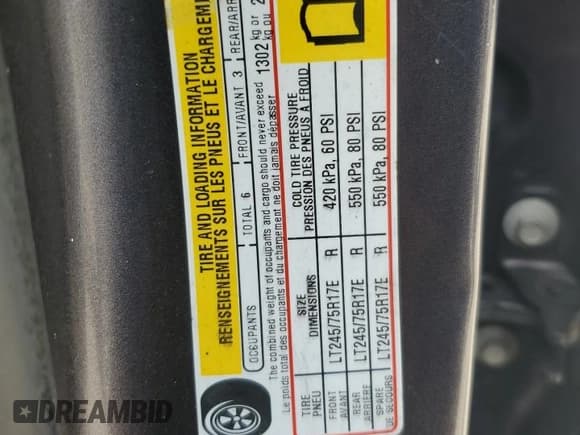 TIRE AND LOADING INFORMATION
RENSEIGNEMENTS SUR LES PNEUS ET LE CHARGEMENT
OCCUPANTS TOTAL 6 FRONT/AVANT 3 REAR/ARR
The combined weight of occupants and cargo should never exceed 1302 kg or 2
Le poids total des occupants et du chargement ne doit jamais dépasser kg ou
TIRE SIZE COLD TIRE PRESSURE
PNEU DIMENSIONS PRESSION DES PNEUS À FROID
FRONT
AVANT LT245/75R17E R 420 kPa, 60 PSI
REAR
ARRIÈRE LT245/75R17E R 550 kPa, 80 PSI
SPARE
DE SECOURS LT245/75R17E R 550 kPa, 80 PSI
DREAMBID